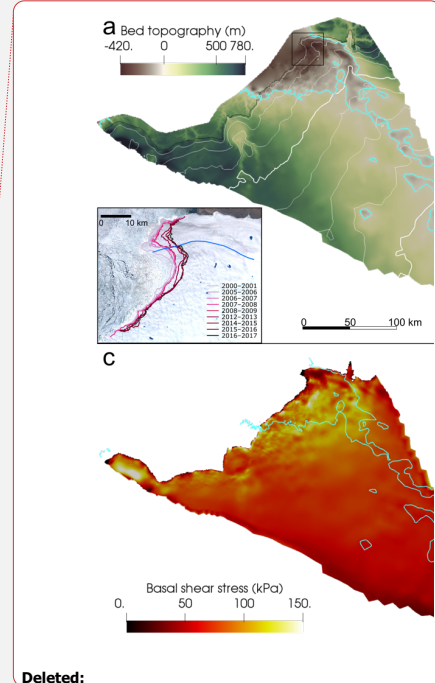 a
Bed topography (m)
-420. 0 500 780.
0 10 km
2000-2001
2005-2006
2006-2007
2007-2008
2008-2009
2012-2013
2014-2015
2015-2016
2016-2017
0 50 100 km
c
Basal shear stress (kPa)
0. 50 100 150.
Deleted: